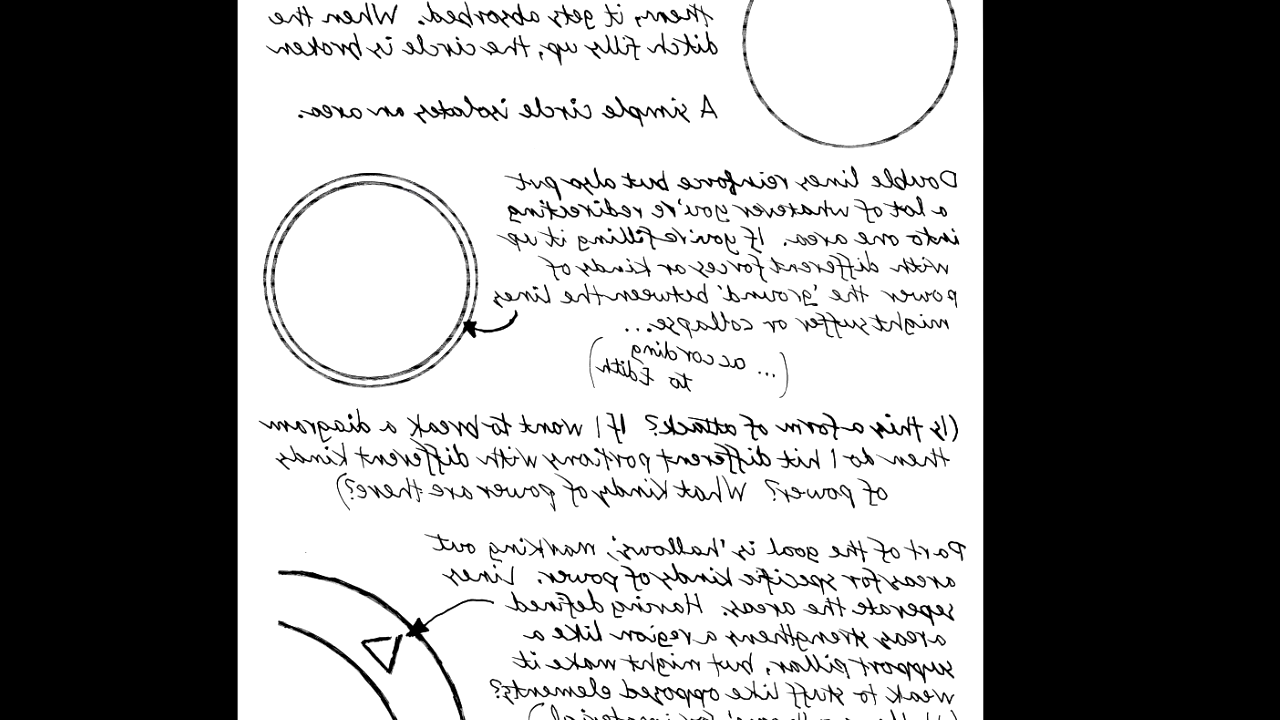 them, it gets absorbed. When the
ditch fills up, the circle is broken
A simple circle isolates an area.
Double lines reinforce but also put
a lot of whatever you're redirecting
into one area. If you're filling it up
with different forces or kinds of
power the 'ground' between the lines
might suffer or collapse...
(... according
to Edith)
(Is this a form of attack? If I want to break a diagram
then do I hit different portions with different kinds
of power? What kinds of power are there?)
Part of the goal is 'hallows', marking out
areas for specific kinds of power. Lines
seperate the areas. Having defined
areas strengthens a region like a
support pillar, but might make it
weak to stuff like opposed elements?